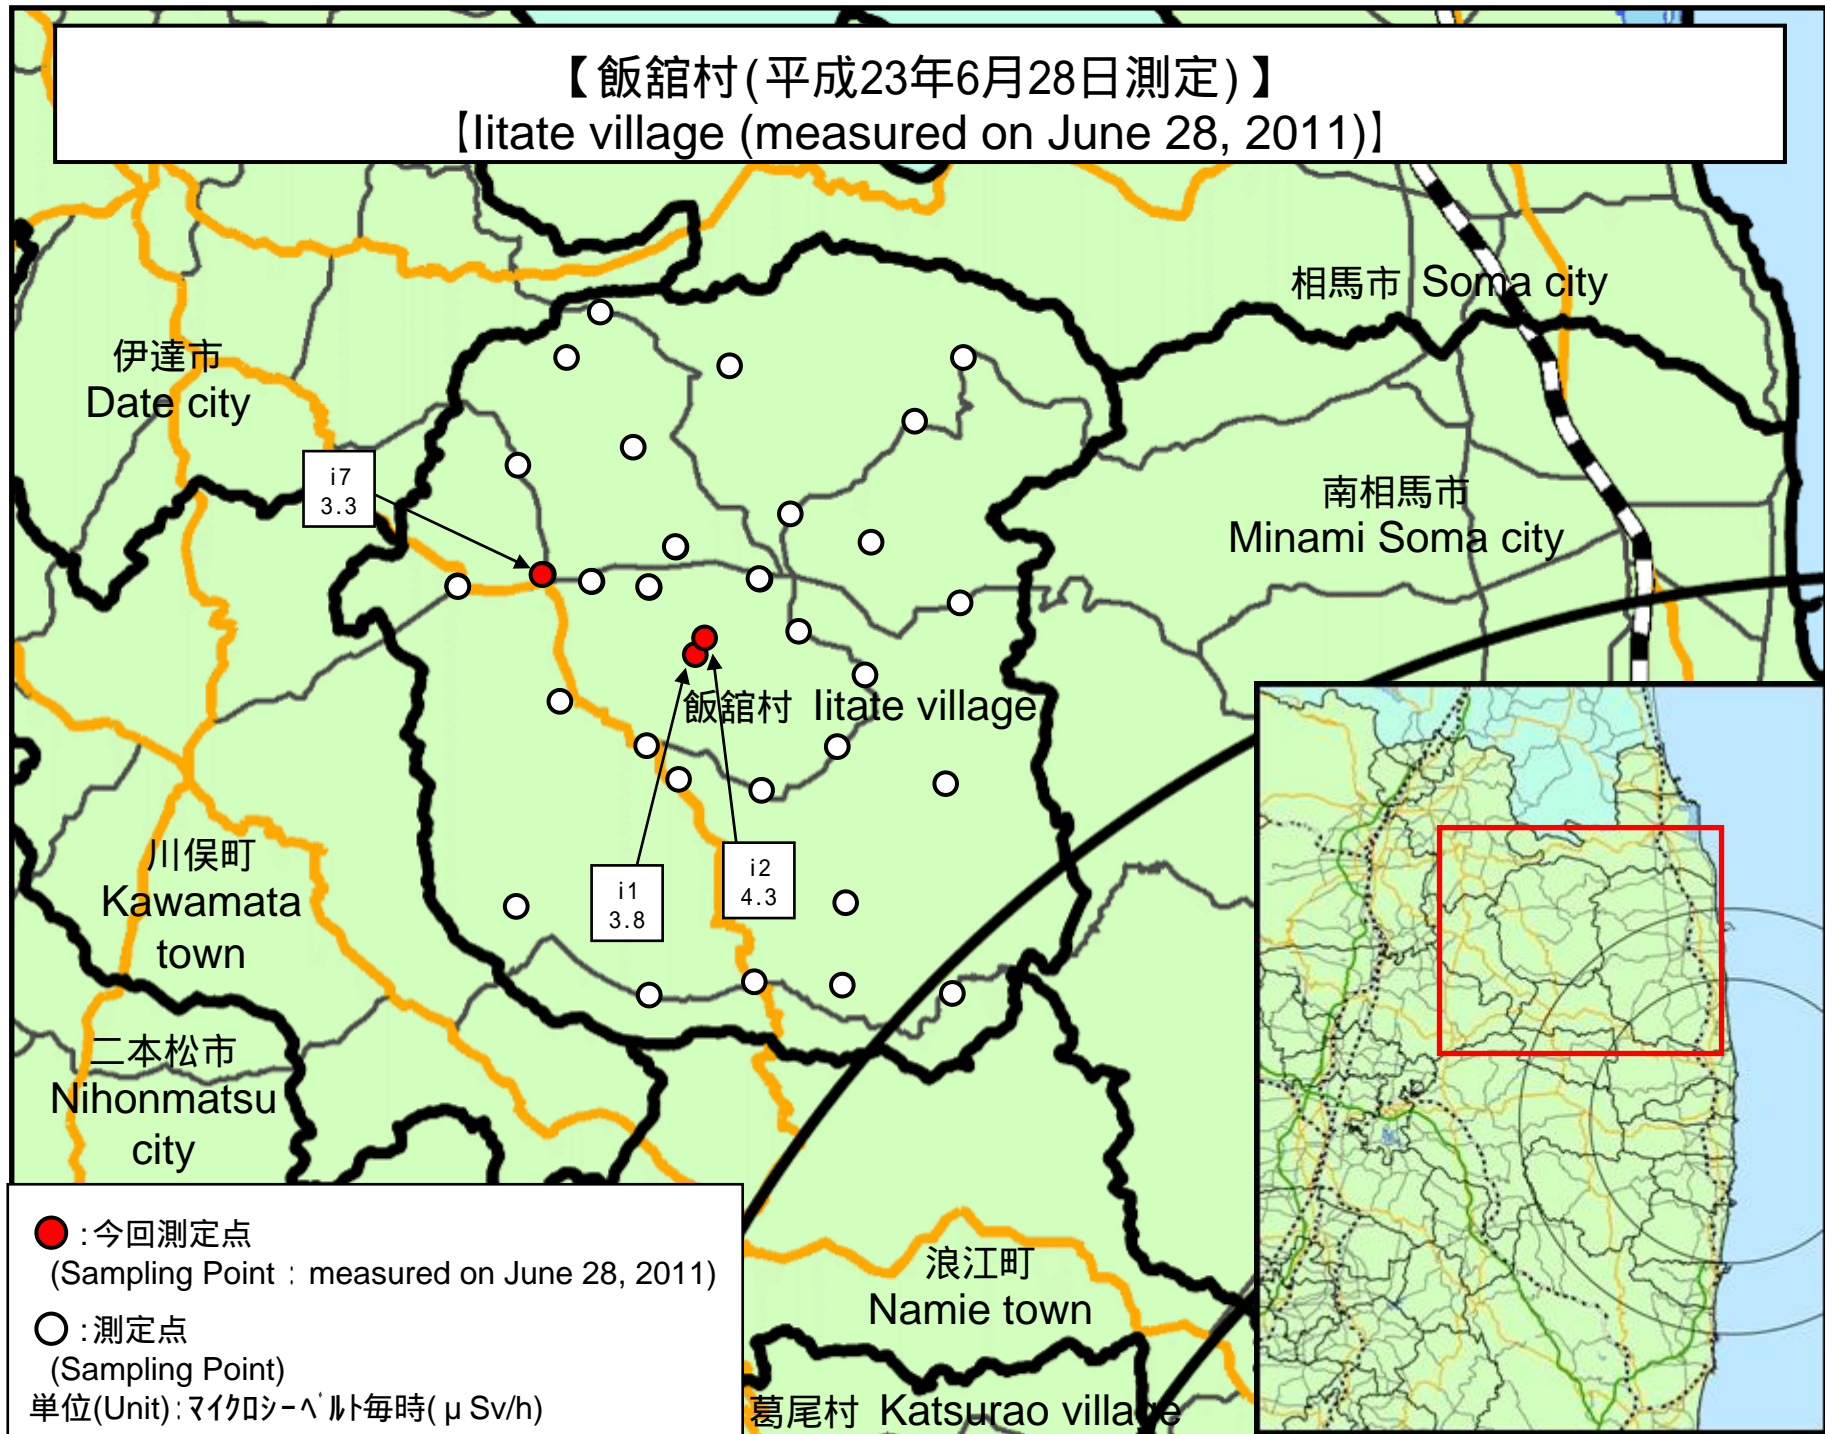 【飯舘村(平成23年6月28日測定)】
【Iitate village (measured on June 28, 2011)】
相馬市 Soma city
伊達市
Date city
i7
3.3
南相馬市
Minami Soma city
飯舘村 Iitate village
川俣町
Kawamata
town
i1
3.8
i2
4.3
二本松市
Nihonmatsu
city
浪江町
Namie town
葛尾村 Katsurao village
:今回測定点
(Sampling Point : measured on June 28, 2011)
:測定点
(Sampling Point)
単位(Unit):マイクロシーベルト毎時(μSv/h)